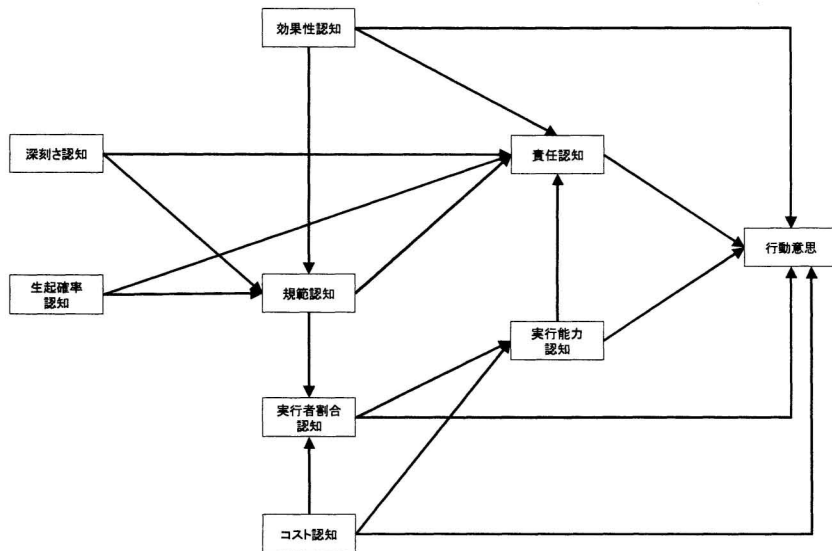 効果性認知
深刻さ認知
責任認知
行動意思
生起確率
認知
規範認知
実行能力
認知
実行者割合
認知
コスト認知